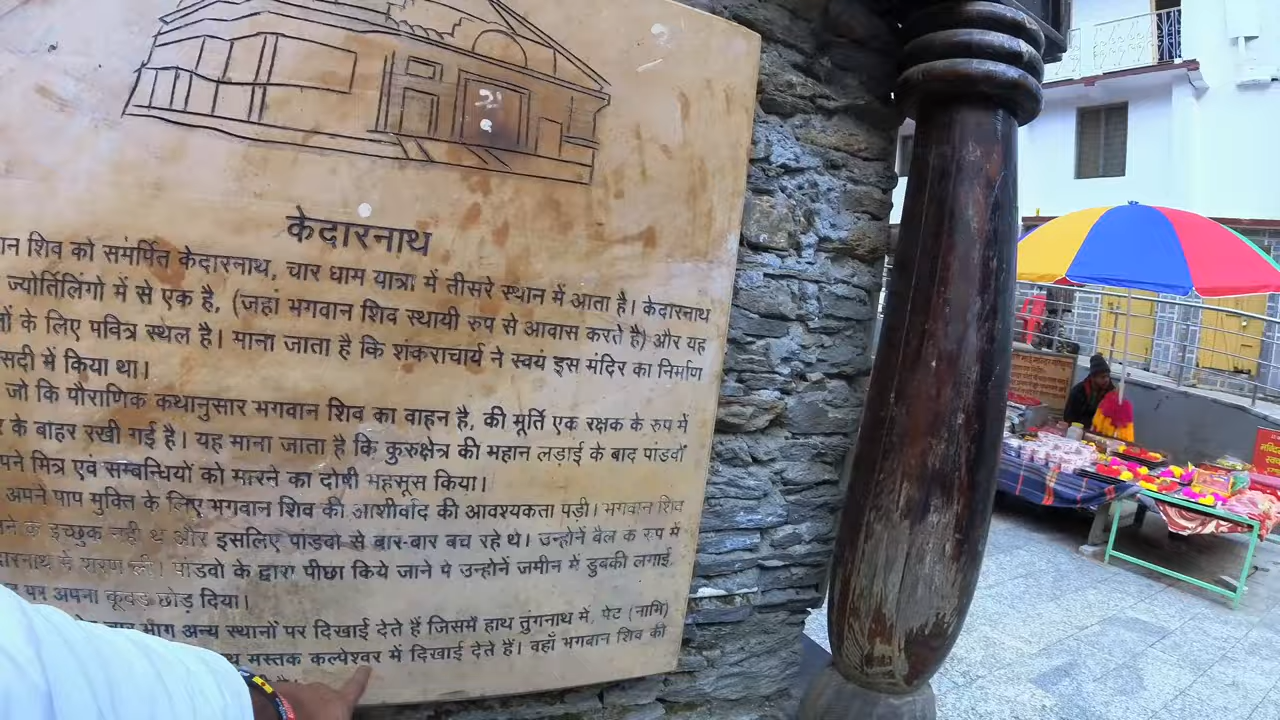 केदारनाथ
शिव को समर्पित केदारनाथ, चार धाम यात्रा में तीसरे स्थान में आता है। केदारनाथ
ज्योर्तिलिंगो में से एक है, (जहां भगवान शिव स्थायी रुप से आवास करते है) और यह
के लिए पवित्र स्थल है। माना जाता है कि शंकराचार्य ने स्वयं इस मंदिर का निर्माण
सदी में किया था।
जो कि पौराणिक कथानुसार भगवान शिव का वाहन है, की मूर्ति एक रक्षक के रुप में
के बाहर रखी गई है। यह माना जाता है कि कुरुक्षेत्र की महान लड़ाई के बाद पांडवों
मित्र एवं सम्बन्धियों को मारने का दोषी महसूस किया।
अपने पाप मुक्ति के लिए भगवान शिव की आशीर्वाद की आवश्यकता पड़ी। भगवान शिव
के इच्छुक नही थे और इसलिए पांडवो से बार-बार बच रहे थे। उन्होनें बैल के रुप में
शरण ली। पांडवो के द्वारा पीछा किये जाने पे उन्होनें जमीन में डुबकी लगाई,
पर अपना कूबड़ छोड़ दिया।
भाग अन्य स्थानों पर दिखाई देते हैं जिसमें हाथ तुंगनाथ में, पेट (नाभि)
मस्तक कल्पेश्वर में दिखाई देते हैं। वहाँ भगवान शिव की